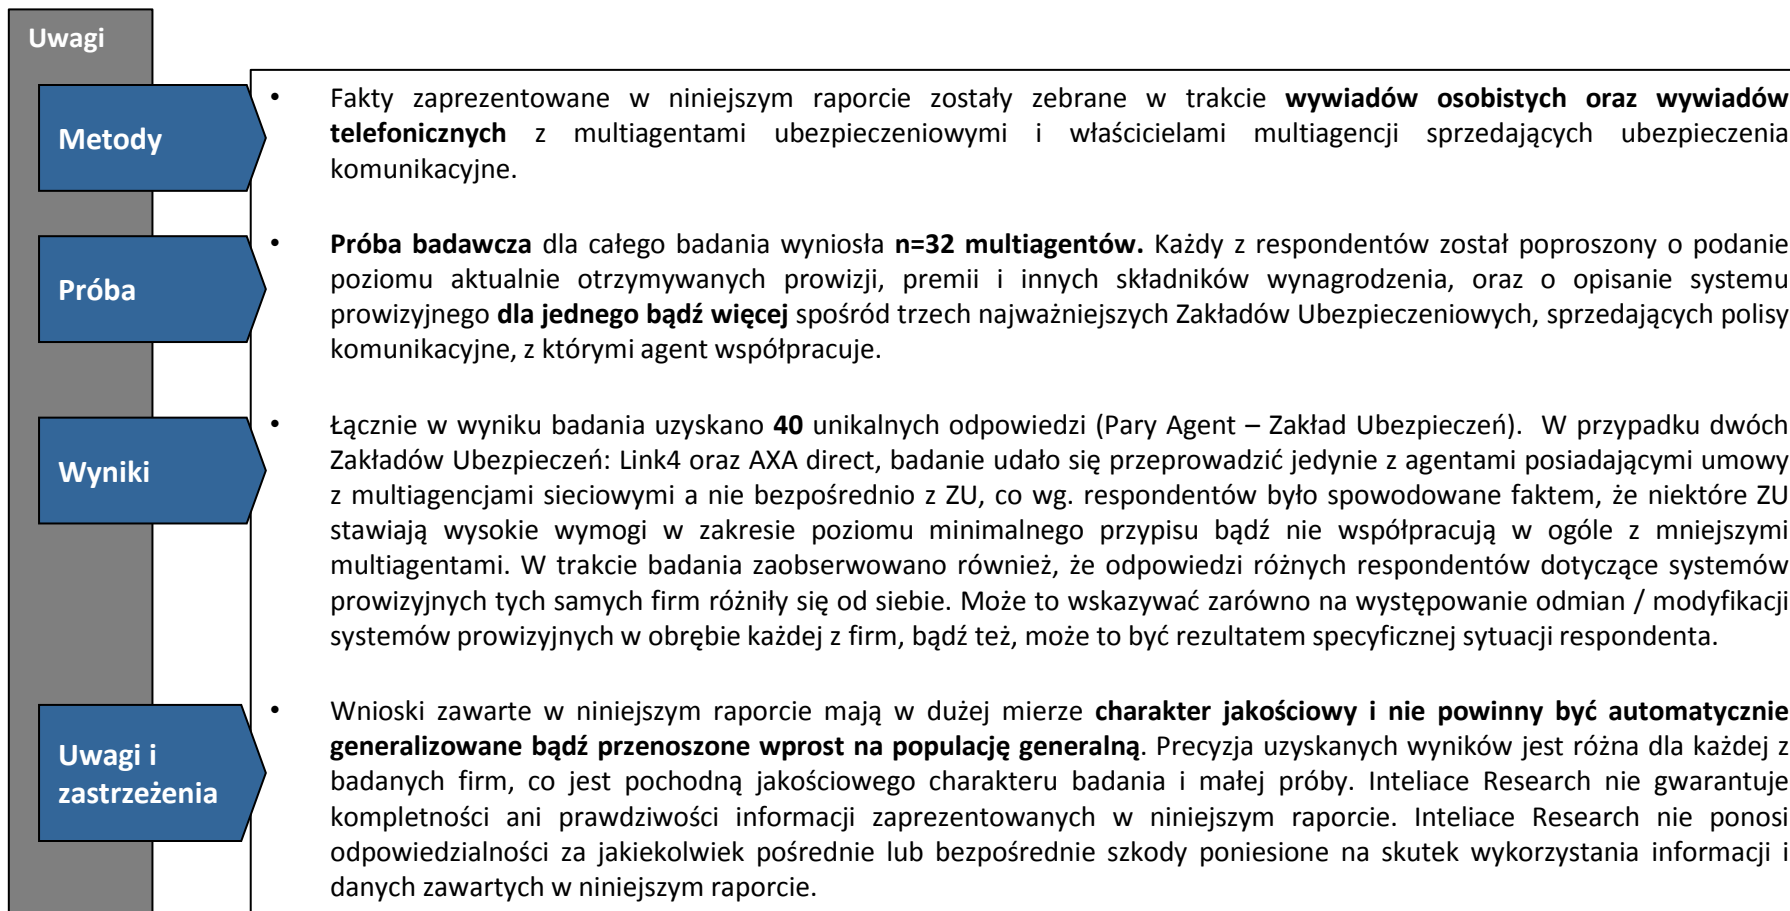 Uwagi
Metody
• Fakty zaprezentowane w niniejszym raporcie zostały zebrane w trakcie wywiadów osobistych oraz wywiadów
telefonicznych z multiagentami ubezpieczeniowymi i właścicielami multiagencji sprzedających ubezpieczenia
komunikacyjne.
Próba
• Próba badawcza dla całego badania wyniosła n=32 multiagentów. Każdy z respondentów został poproszony o podanie
poziomu aktualnie otrzymywanych prowizji, premii i innych składników wynagrodzenia, oraz o opisanie systemu
prowizyjnego dla jednego bądź więcej spośród trzech najważniejszych Zakładów Ubezpieczeniowych, sprzedających polisy
komunikacyjne, z którymi agent współpracuje.
Wyniki
• Łącznie w wyniku badania uzyskano 40 unikalnych odpowiedzi (Pary Agent – Zakład Ubezpieczeń). W przypadku dwóch
Zakładów Ubezpieczeń: Link4 oraz AXA direct, badanie udało się przeprowadzić jedynie z agentami posiadającymi umowy
z multiagencjami sieciowymi a nie bezpośrednio z ZU, co wg. respondentów było spowodowane faktem, że niektóre ZU
stawiają wysokie wymogi w zakresie poziomu minimalnego przypisu bądź nie współpracują w ogóle z mniejszymi
multiagentami. W trakcie badania zaobserwowano również, że odpowiedzi różnych respondentów dotyczące systemów
prowizyjnych tych samych firm różniły się od siebie. Może to wskazywać zarówno na występowanie odmian / modyfikacji
systemów prowizyjnych w obrębie każdej z firm, bądź też, może to być rezultatem specyficznej sytuacji respondenta.
Uwagi i
zastrzeżenia
• Wnioski zawarte w niniejszym raporcie mają w dużej mierze charakter jakościowy i nie powinny być automatycznie
generalizowane bądź przenoszone wprost na populację generalną. Precyzja uzyskanych wyników jest różna dla każdej z
badanych firm, co jest pochodną jakościowego charakteru badania i małej próby. Inteliace Research nie gwarantuje
kompletności ani prawdziwości informacji zaprezentowanych w niniejszym raporcie. Inteliace Research nie ponosi
odpowiedzialności za jakiekolwiek pośrednie lub bezpośrednie szkody poniesione na skutek wykorzystania informacji i
danych zawartych w niniejszym raporcie.